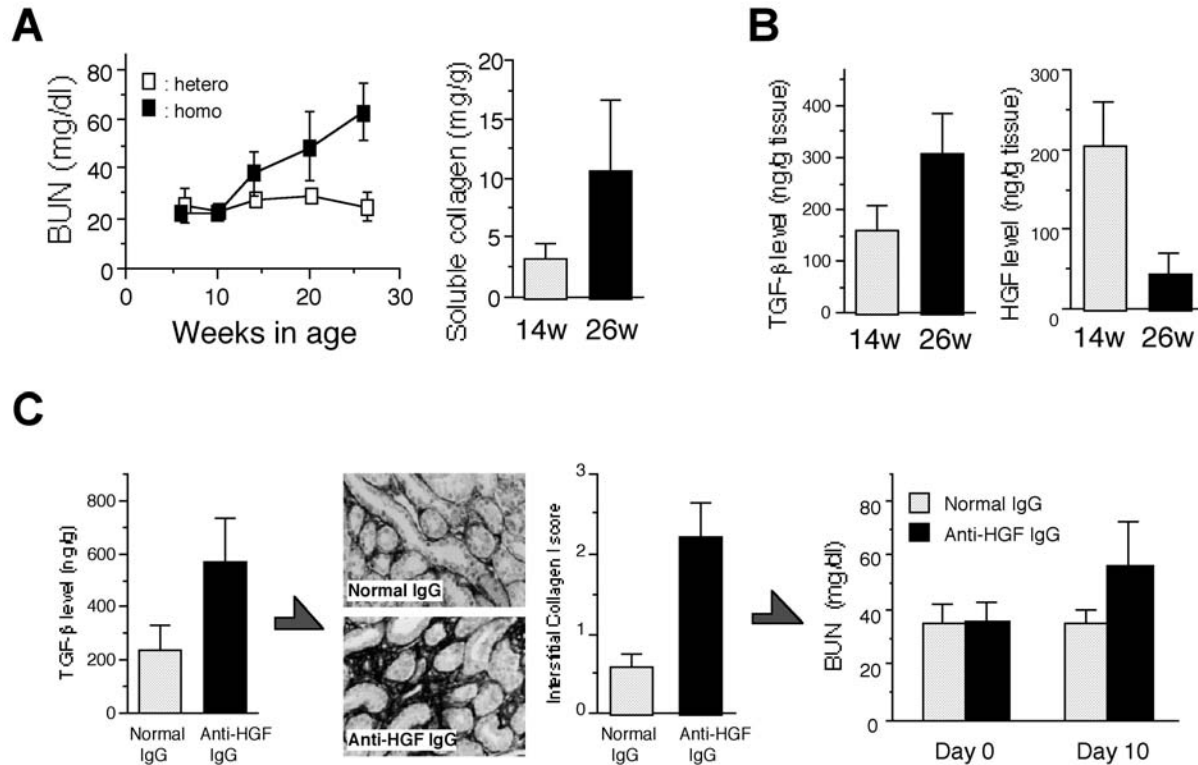 A
BUN (mg/dl)
80
60
40
20
0
: hetero
: homo
0
10
20
30
Weeks in age
Soluble collagen (mg/g)
20
15
10
5
0
14w
26w
B
TGF-β level (ng/g tissue)
400
300
200
100
0
14w
26w
HGF level (ng/g tissue)
300
200
100
0
14w
26w
C
TGF-β level (ng/g)
800
600
400
200
0
Normal
IgG
Anti-HGF
IgG
Normal IgG
Anti-HGF IgG
Interstitial Collagen I score
3
2
1
0
Normal
IgG
Anti-HGF
IgG
BUN (mg/dl)
80
60
40
20
0
Normal IgG
Anti-HGF IgG
Day 0
Day 10